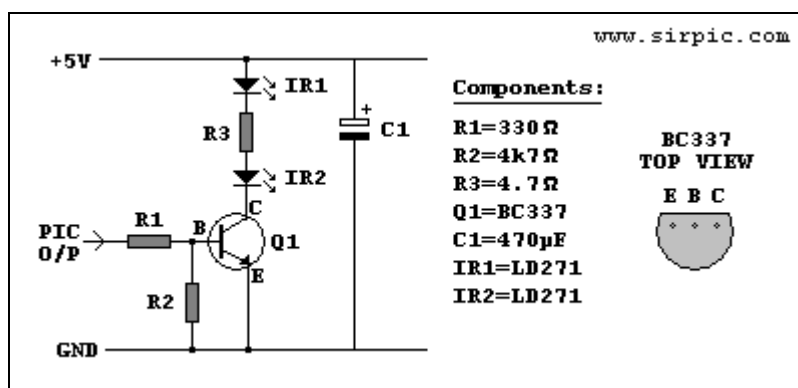 www.sirpic.com
+5V
IR1
R3
C1
+
IR2
C
B
Q1
E
PIC
O/P
R1
R2
GND
Components:
R1=330Ω
R2=4k7Ω
R3=4.7Ω
Q1=BC337
C1=470µF
IR1=LD271
IR2=LD271
BC337
TOP VIEW
E B C